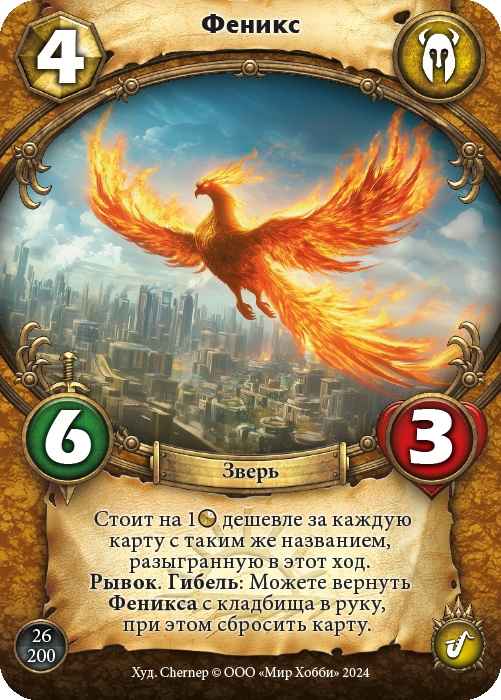 Феникс
4
6
3
Зверь
Стоит на 1 дешевле за каждую
карту с таким же названием,
разыгранную в этот ход.
Рывок. Гибель: Можете вернуть
Феникса с кладбища в руку,
при этом сбросить карту.
26
200
Худ. Chernep © ООО «Мир Хобби» 2024